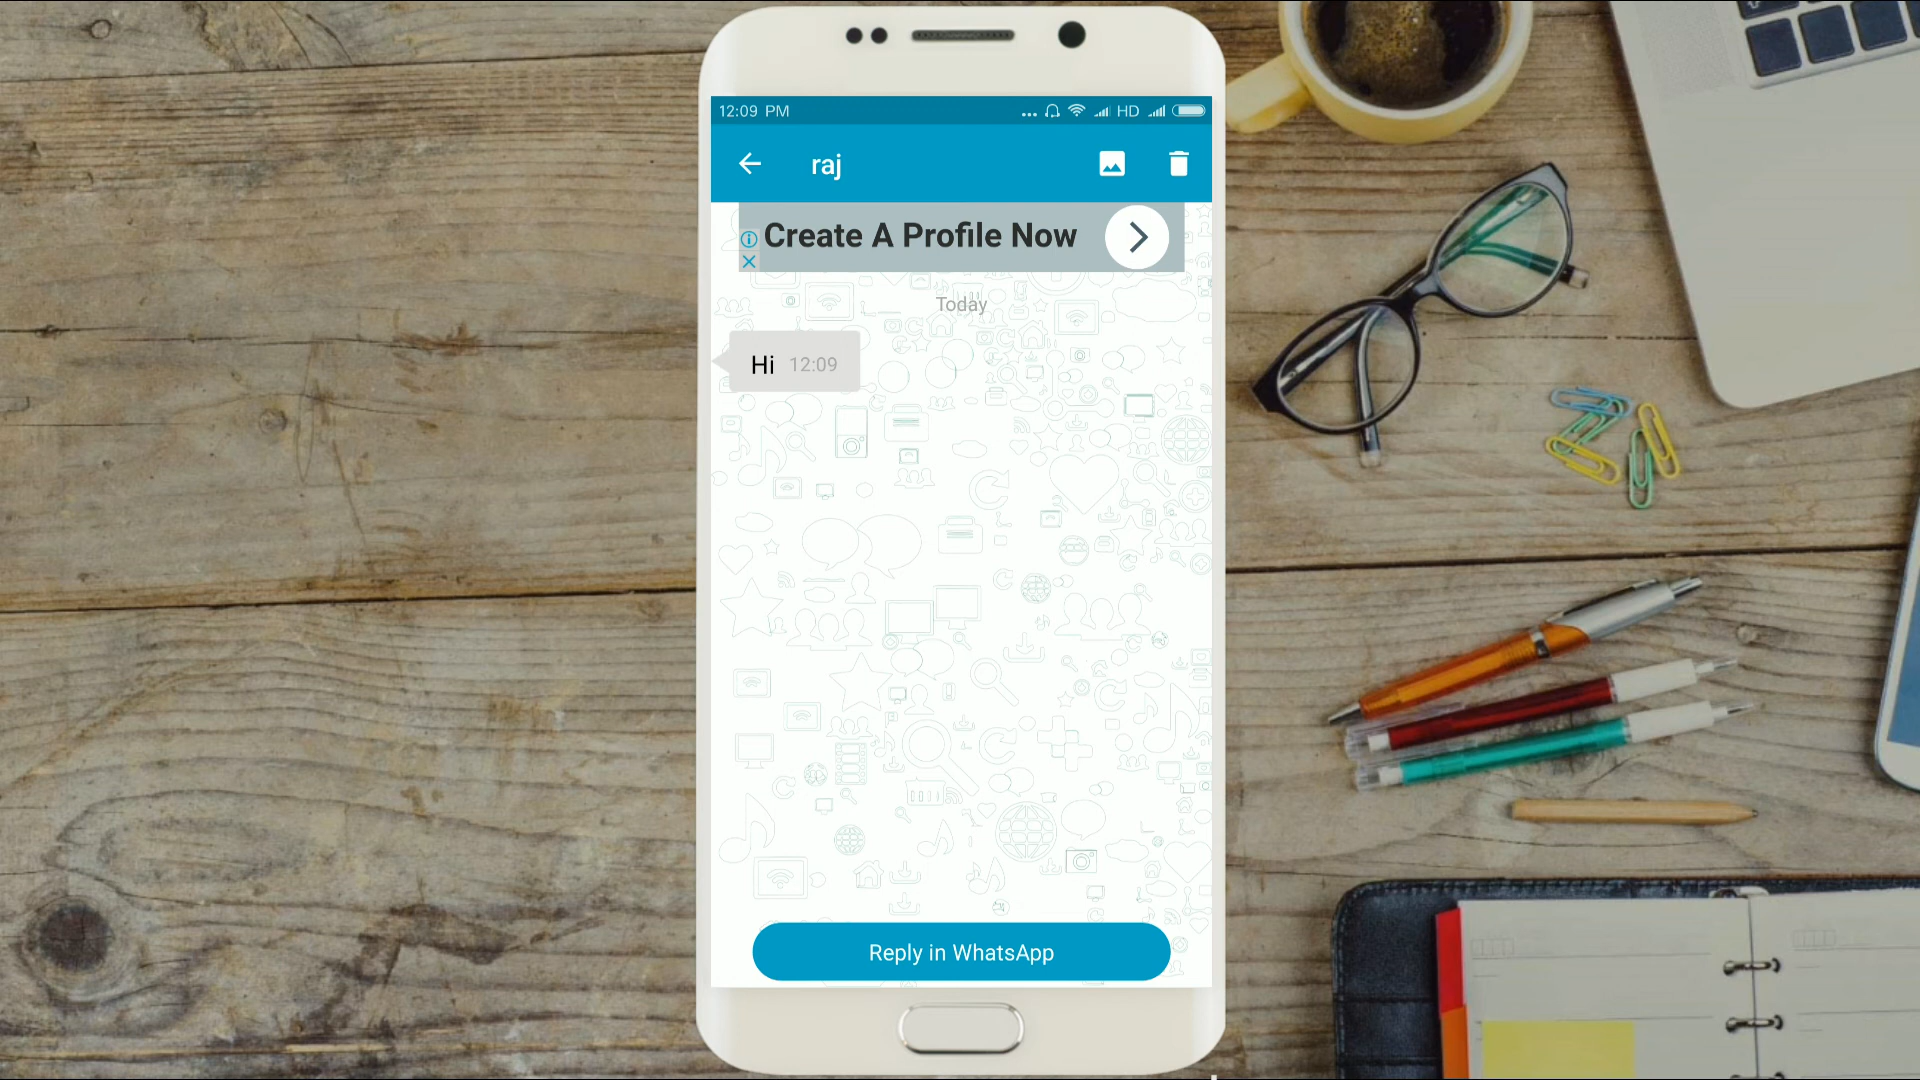 12:09 PM
HD
raj
Create A Profile Now
Today
Hi 12:09
Reply in WhatsApp